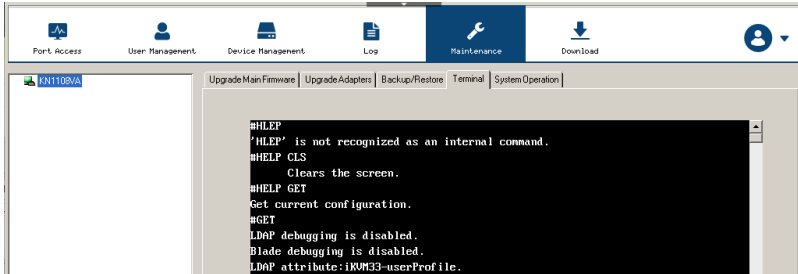 Port Access
User Management
Device Management
Log
Maintenance
Download
KN1108VA
Upgrade Main Firmware
Upgrade Adapters
Backup/Restore
Terminal
System Operation
#HLEP
'HLEP' is not recognized as an internal command.
#HELP CLS
Clears the screen.
#HELP GET
Get current configuration.
#GET
LDAP debugging is disabled.
Blade debugging is disabled.
LDAP attribute:iKVM33-userProfile.